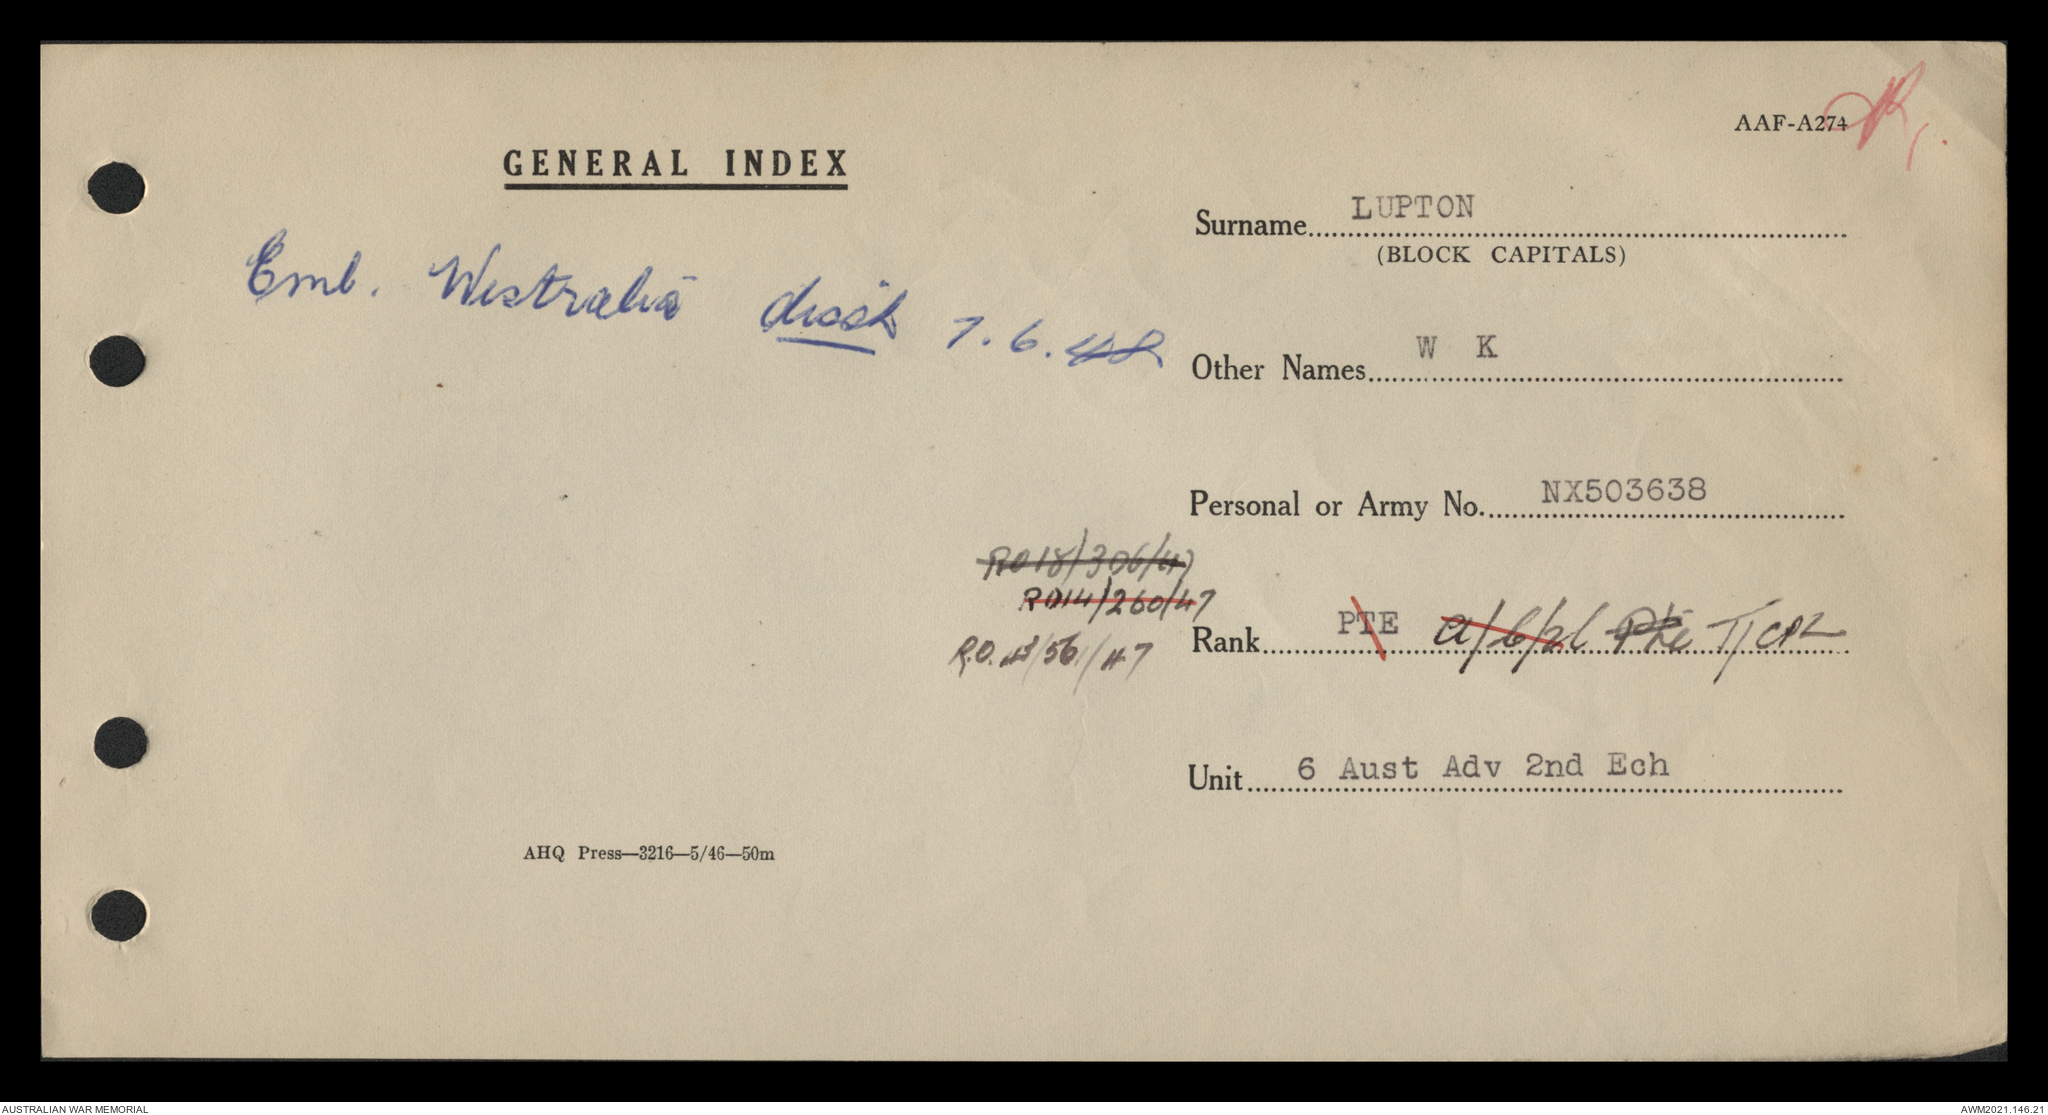 AAF-A274
GENERAL INDEX
Surname LUPTON
(BLOCK CAPITALS)
Emb. Westralia 7.6.48
Other Names W K
Personal or Army No. NX503638
RO18/306/47
RO14/260/47
Rank PTE A/Cpl Pte T/CPL
R.O. 48/56/47
Unit 6 Aust Adv 2nd Ech
AHQ Press—3216—5/46—50m
AUSTRALIAN WAR MEMORIAL
AWM2021.146.21